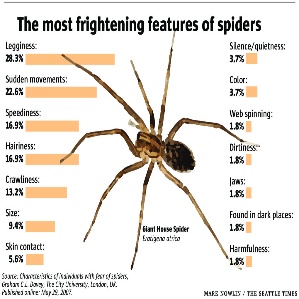 The most frightening features of spiders
Legginess:
28.3%
Sudden movements:
22.6%
Speediness:
16.9%
Hairiness:
16.9%
Crawliness:
13.2%
Size:
9.4%
Skin contact:
5.6%
Silence/quietness:
3.7%
Color:
3.7%
Web spinning:
1.8%
Dirtiness:
1.8%
Jaws:
1.8%
Found in dark places:
1.8%
Harmfulness:
1.8%
Giant House Spider
Eratigena atrica
Source: Characteristics of individuals with fear of spiders,
Graham C.L. Davey, The City University, London, UK.
Published online: May 29, 2007.
MARK NOWLIN / THE SEATTLE TIMES